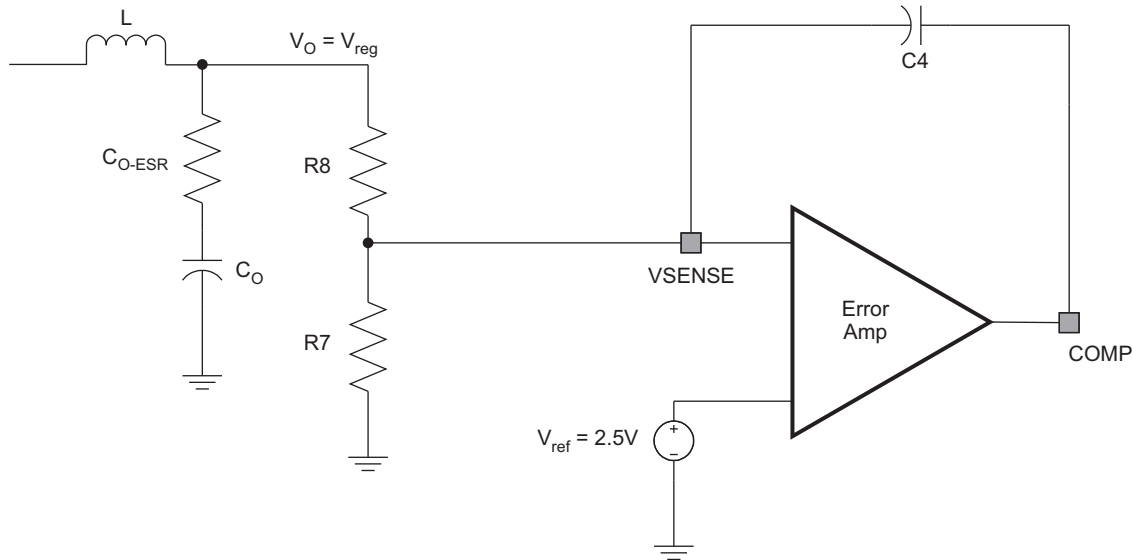 L
V_O = V_reg
C4
C_O-ESR
R8
C_O
VSENSE
Error
Amp
R7
COMP
V_ref = 2.5V
+
−